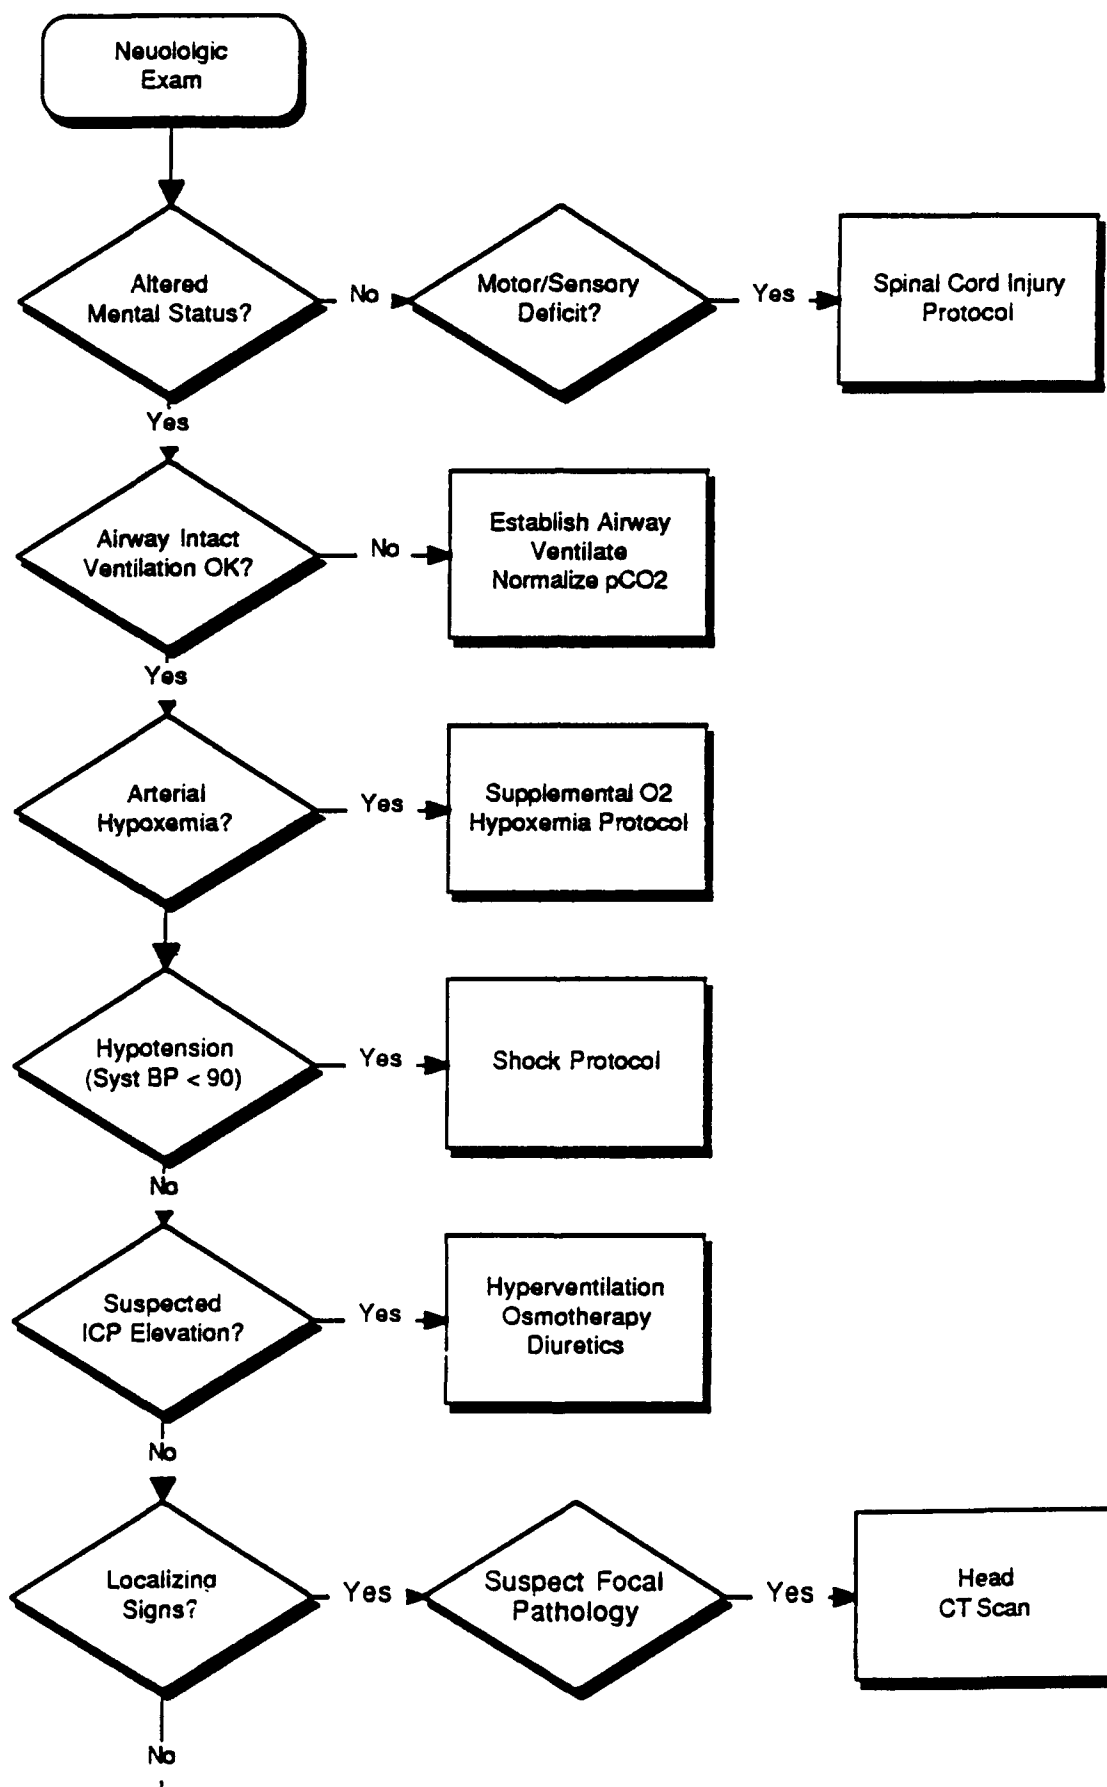 Neuololgic
Exam
Altered
Mental Status?
No
Motor/Sensory
Deficit?
Yes
Spinal Cord Injury
Protocol
Yes
Airway Intact
Ventilation OK?
No
Establish Airway
Ventilate
Normalize pCO2
Yes
Arterial
Hypoxemia?
Yes
Supplemental O2
Hypoxemia Protocol
Hypotension
(Syst BP < 90)
Yes
Shock Protocol
No
Suspected
ICP Elevation?
Yes
Hyperventilation
Osmotherapy
Diuretics
No
Localizing
Signs?
Yes
Suspect Focal
Pathology
Yes
Head
CT Scan
No